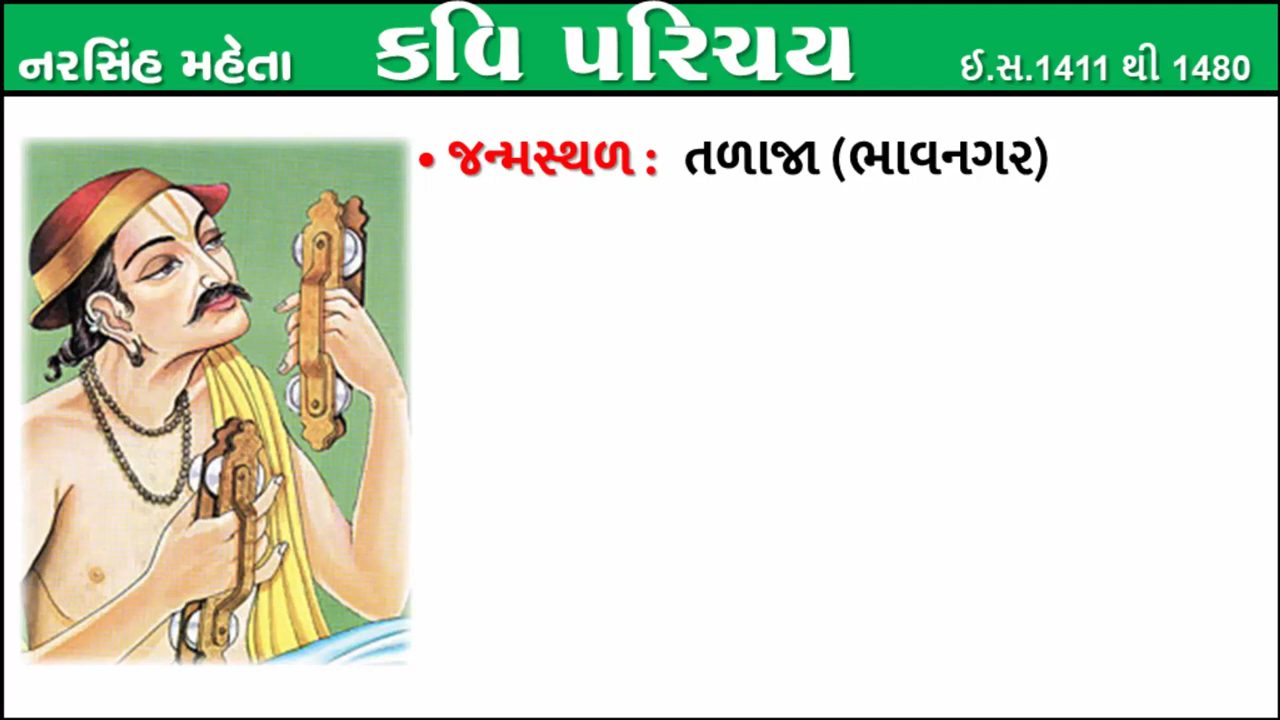 નરસિંહ મહેતા કવિ પરિચય ઈ.સ.1411 થી 1480
• જન્મસ્થળ : તળાજા (ભાવનગર)